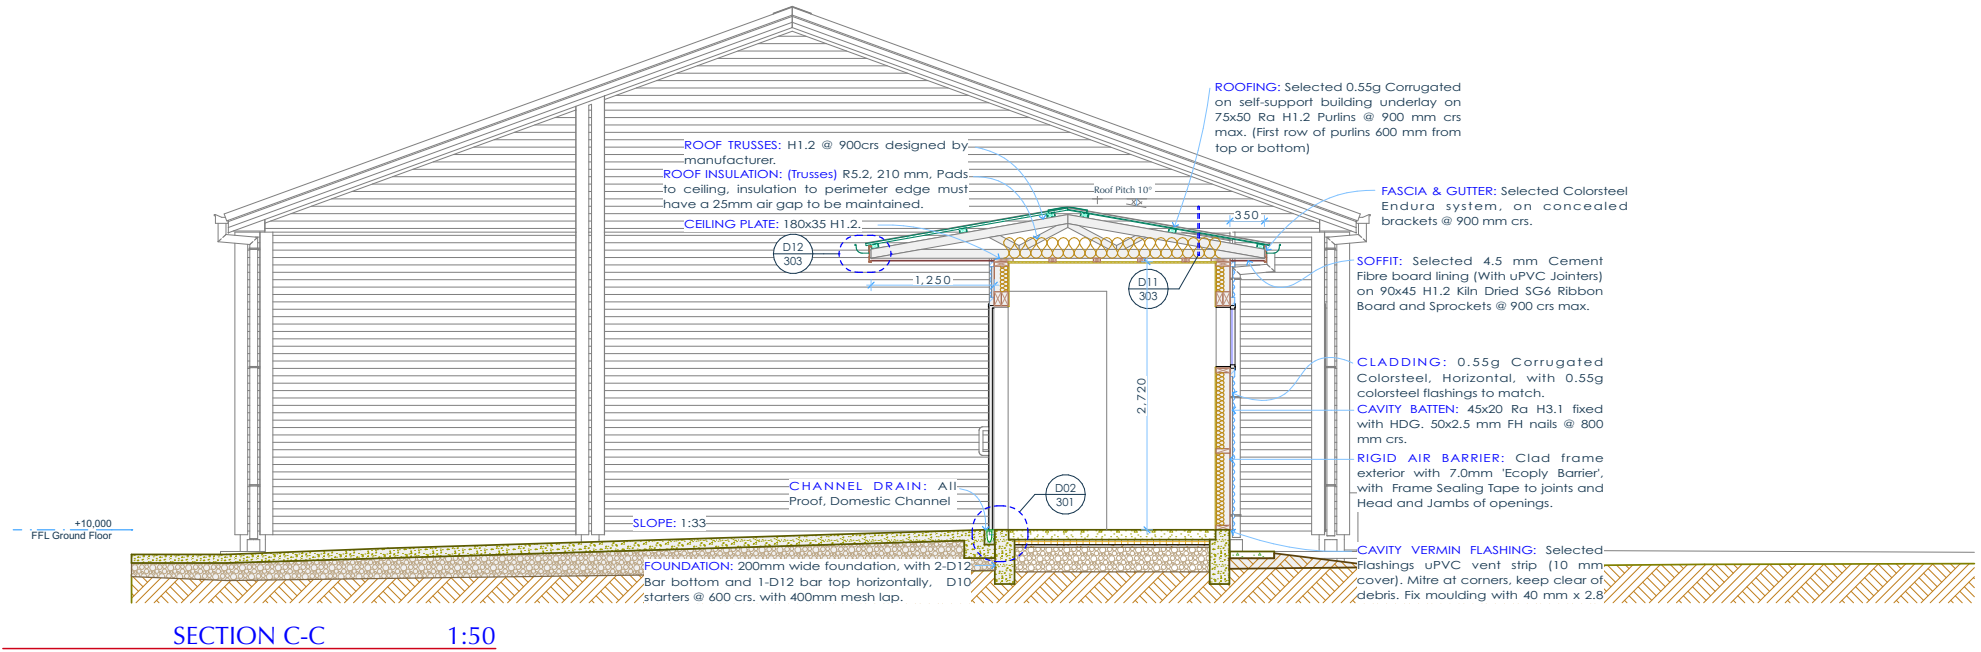 ROOFING: Selected 0.55g Corrugated
on self-support building underlay on
75x50 Ra H1.2 Purlins @ 900 mm crs
max. (First row of purlins 600 mm from
top or bottom)
ROOF TRUSSES: H1.2 @ 900crs designed by
manufacturer.
ROOF INSULATION: (Trusses) R5.2, 210 mm, Pads
to ceiling, insulation to perimeter edge must
have a 25mm air gap to be maintained.
CEILING PLATE: 180x35 H1.2.
Roof Pitch 10°
350
FASCIA & GUTTER: Selected Colorsteel
Endura system, on concealed
brackets @ 900 mm crs.
D12
303
1,250
D11
303
SOFFIT: Selected 4.5 mm Cement
Fibre board lining (With uPVC Jointers)
on 90x45 H1.2 Kiln Dried SG6 Ribbon
Board and Sprockets @ 900 crs max.
CLADDING: 0.55g Corrugated
Colorsteel, Horizontal, with 0.55g
colorsteel flashings to match.
2,720
CAVITY BATTEN: 45x20 Ra H3.1 fixed
with HDG. 50x2.5 mm FH nails @ 800
mm crs.
RIGID AIR BARRIER: Clad frame
exterior with 7.0mm 'Ecoply Barrier',
with Frame Sealing Tape to joints and
Head and Jambs of openings.
CHANNEL DRAIN: All
Proof, Domestic Channel
D02
301
SLOPE: 1:33
+10,000
FFL Ground Floor
FOUNDATION: 200mm wide foundation, with 2-D12
Bar bottom and 1-D12 bar top horizontally, D10
starters @ 600 crs. with 400mm mesh lap.
CAVITY VERMIN FLASHING: Selected
Flashings uPVC vent strip (10 mm
cover). Mitre at corners, keep clear of
debris. Fix moulding with 40 mm x 2.8
SECTION C-C 1:50